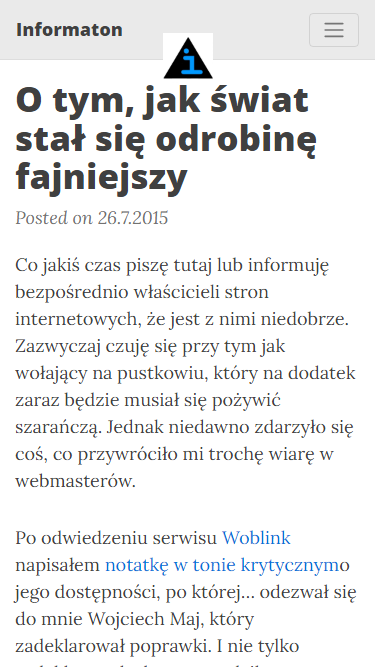 Informaton
i
O tym, jak świat
stał się odrobinę
fajniejszy
Posted on 26.7.2015
Co jakiś czas piszę tutaj lub informuję
bezpośrednio właścicieli stron
internetowych, że jest z nimi niedobrze.
Zazwyczaj czuję się przy tym jak
wołający na pustkowiu, który na dodatek
zaraz będzie musiał się pożywić
szarańczą. Jednak niedawno zdarzyło się
coś, co przywróciło mi trochę wiarę w
webmasterów.
Po odwiedzeniu serwisu Woblink
napisałem notatkę w tonie krytycznymo
jego dostępności, po której... odezwał się
do mnie Wojciech Maj, który
zadeklarował poprawki. I nie tylko